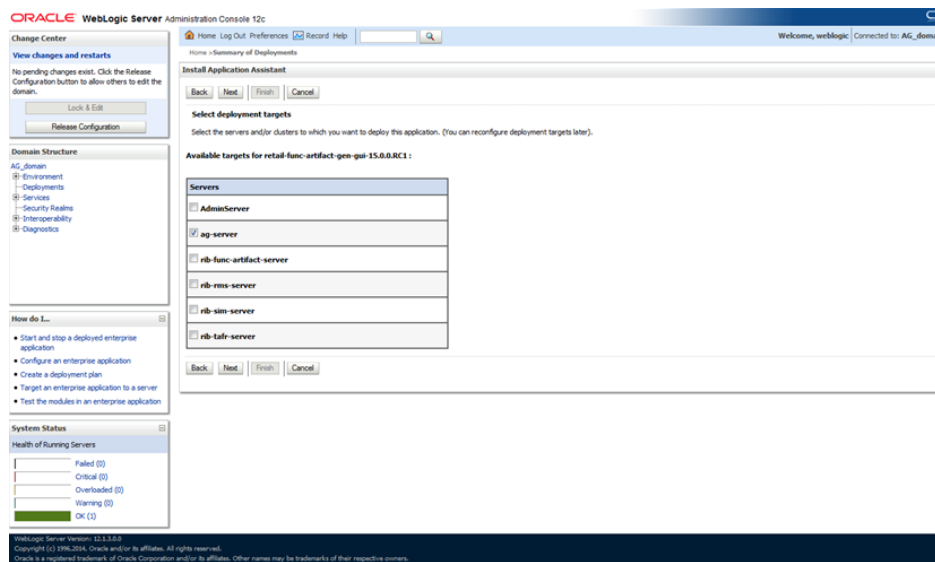 ORACLE WebLogic Server Administration Console 12c
Change Center
View changes and restarts
No pending changes exist. Click the Release
Configuration button to allow others to edit the
domain.
Lock & Edit
Release Configuration
Domain Structure
AG_domain
Environment
Deployments
Services
Security Realms
Interoperability
Diagnostics
How do I...
Start and stop a deployed enterprise
application
Configure an enterprise application
Create a deployment plan
Target an enterprise application to a server
Test the modules in an enterprise application
System Status
Health of Running Servers
Failed (0)
Critical (0)
Overloaded (0)
Warning (0)
OK (1)
Home Log Out Preferences Record Help
Welcome, weblogic Connected to: AG_doma
Home >Summary of Deployments
Install Application Assistant
Back Next Finish Cancel
Select deployment targets
Select the servers and/or clusters to which you want to deploy this application. (You can reconfigure deployment targets later).
Available targets for retail-func-artifact-gen-gui-15.0.0.RC1 :
Servers
AdminServer
ag-server
rib-func-artifact-server
rib-rms-server
rib-sim-server
rib-tafr-server
Back Next Finish Cancel
WebLogic Server Version: 12.1.3.0.0
Copyright (c) 1996,2014, Oracle and/or its affiliates. All rights reserved.
Oracle is a registered trademark of Oracle Corporation and/or its affiliates. Other names may be trademarks of their respective owners.